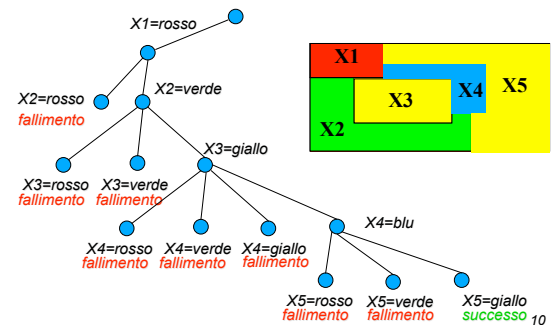 X1=rosso
X2=rosso
fallimento
X2=verde
X3=rosso
fallimento
X3=verde
fallimento
X3=giallo
X4=rosso
fallimento
X4=verde
fallimento
X4=giallo
fallimento
X4=blu
X5=rosso
fallimento
X5=verde
fallimento
X5=giallo
successo
X1
X2
X3
X4
X5
10